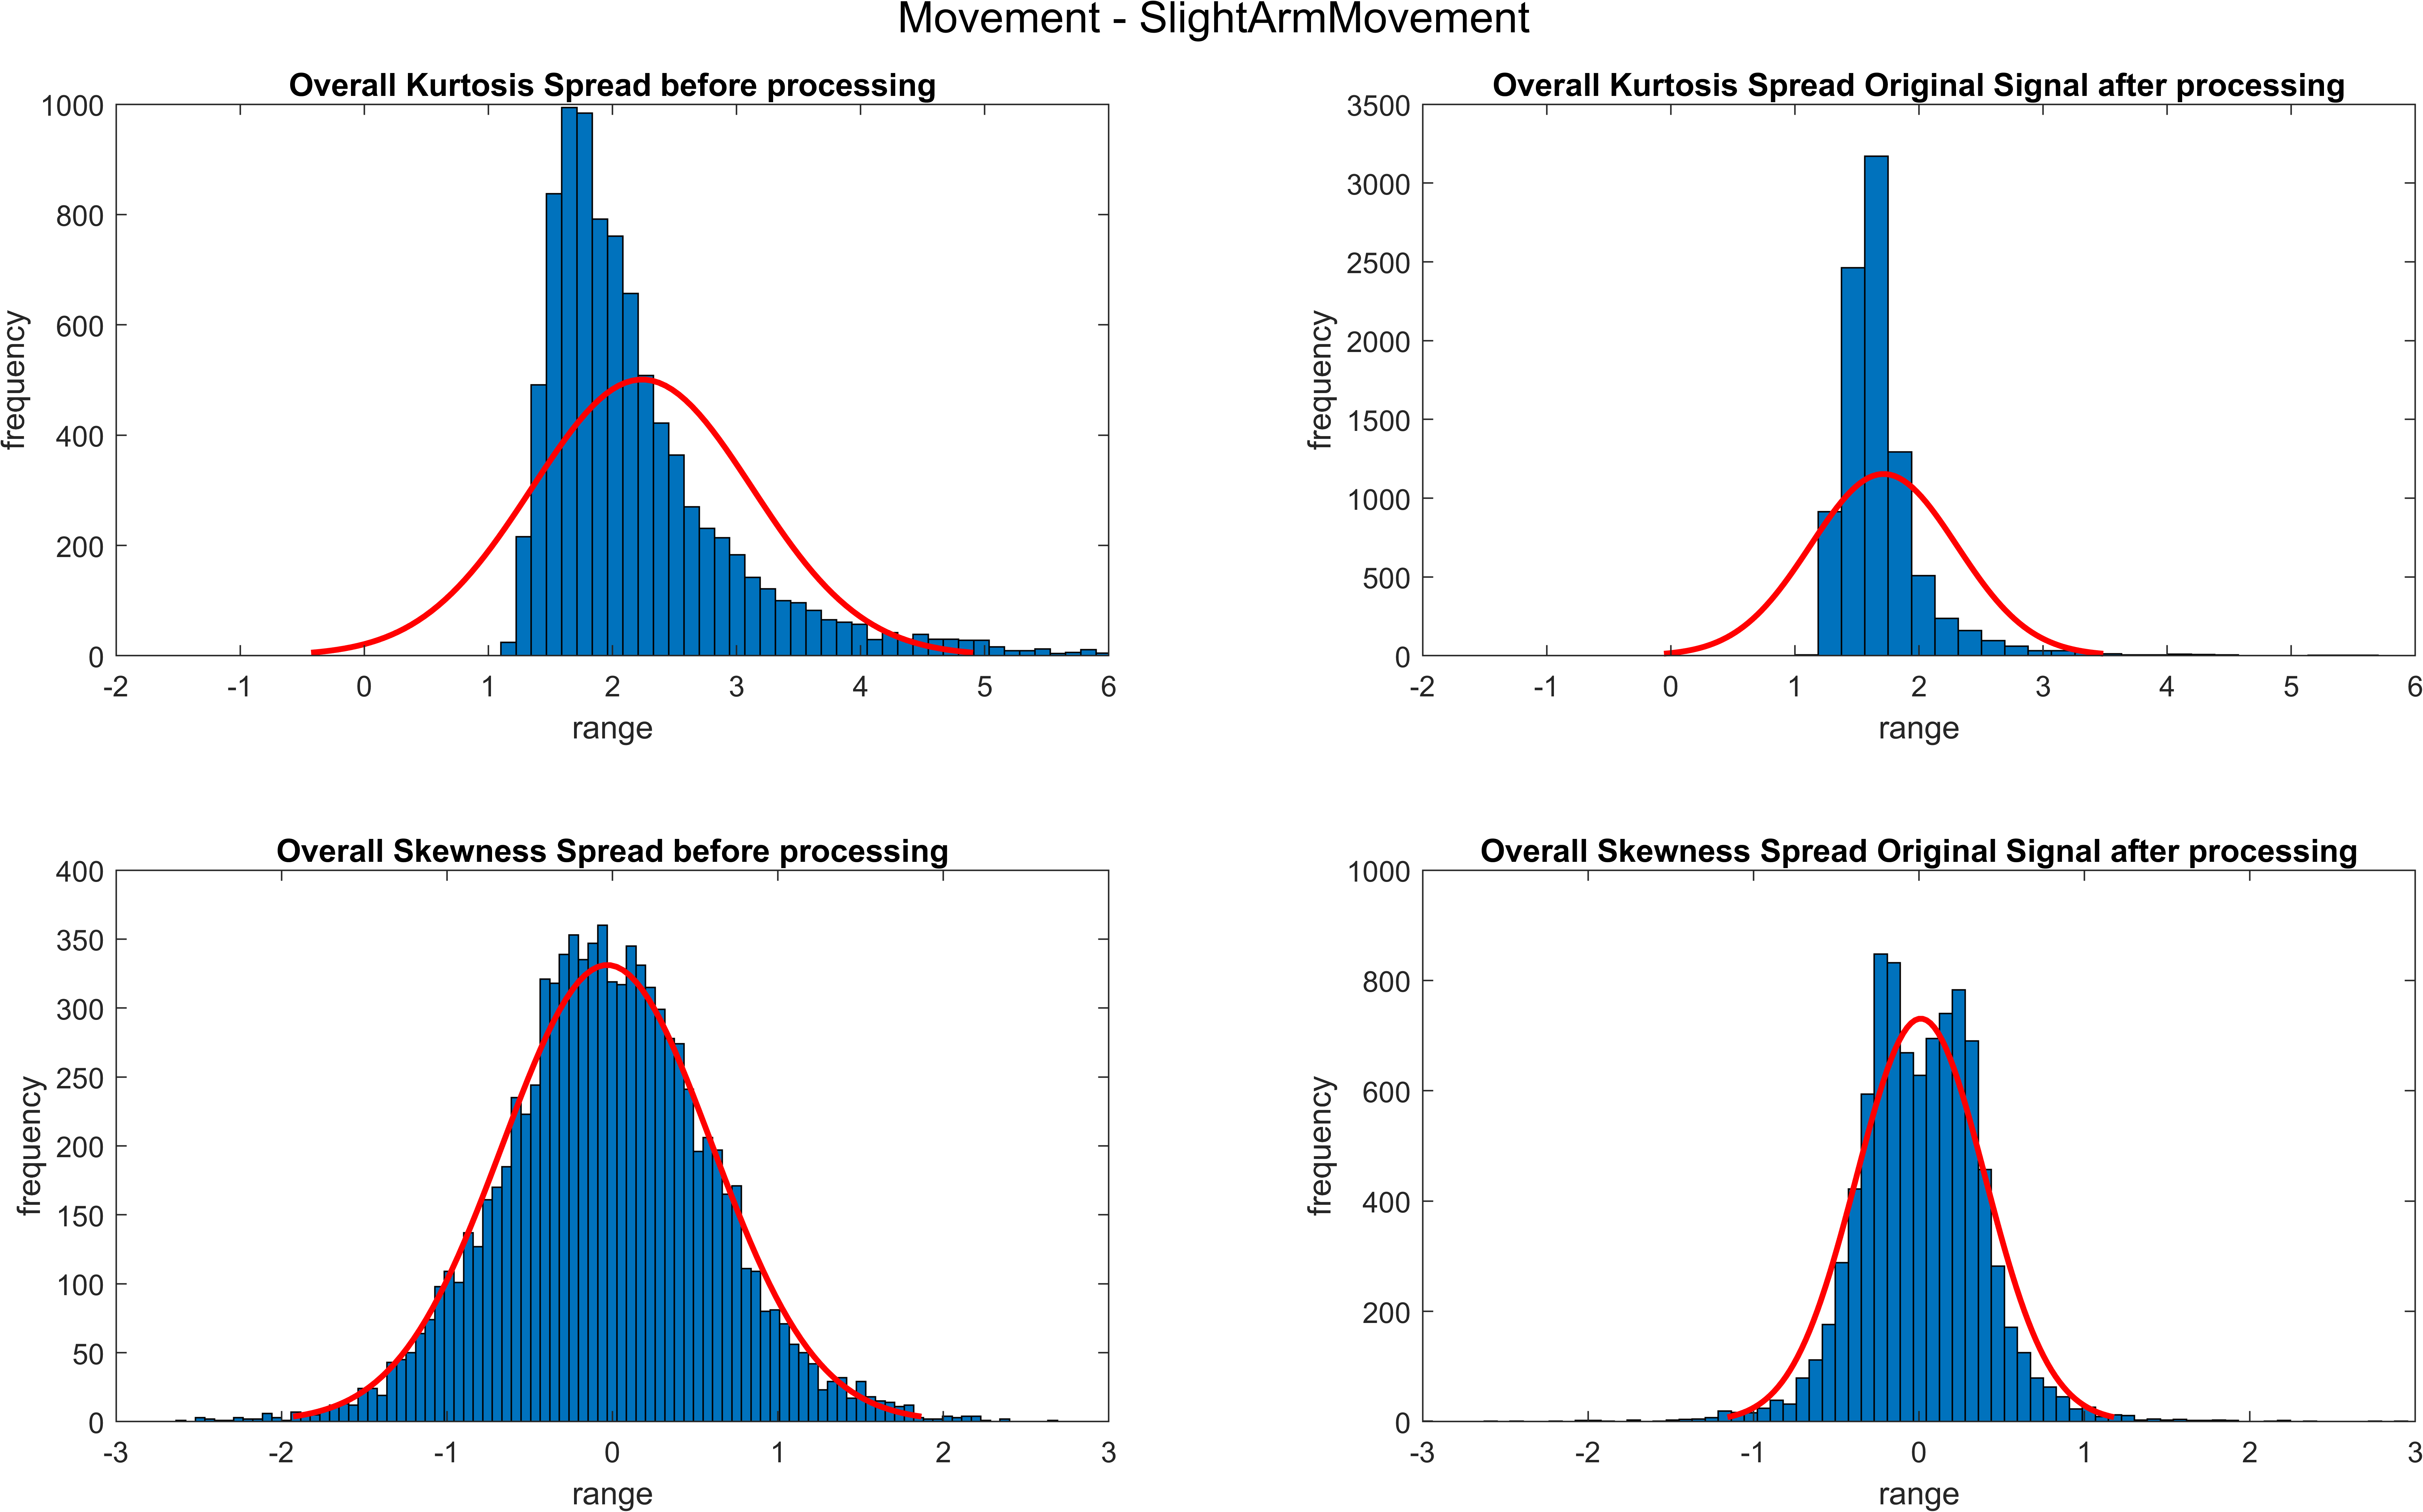 Movement - SlightArmMovement
Overall Kurtosis Spread before processing
1000
800
600
400
200
0
frequency
-2 -1 0 1 2 3 4 5 6
range
Overall Kurtosis Spread Original Signal after processing
3500
3000
2500
2000
1500
1000
500
0
frequency
-2 -1 0 1 2 3 4 5 6
range
Overall Skewness Spread before processing
400
350
300
250
200
150
100
50
0
frequency
-3 -2 -1 0 1 2 3
range
Overall Skewness Spread Original Signal after processing
1000
800
600
400
200
0
frequency
-3 -2 -1 0 1 2 3
range